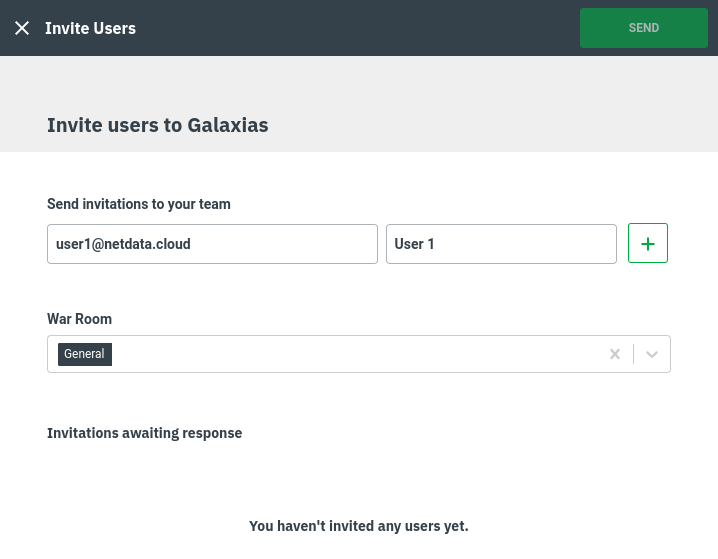 Invite Users
SEND
Invite users to Galaxias
Send invitations to your team
user1@netdata.cloud
User 1
War Room
General
Invitations awaiting response
You haven't invited any users yet.